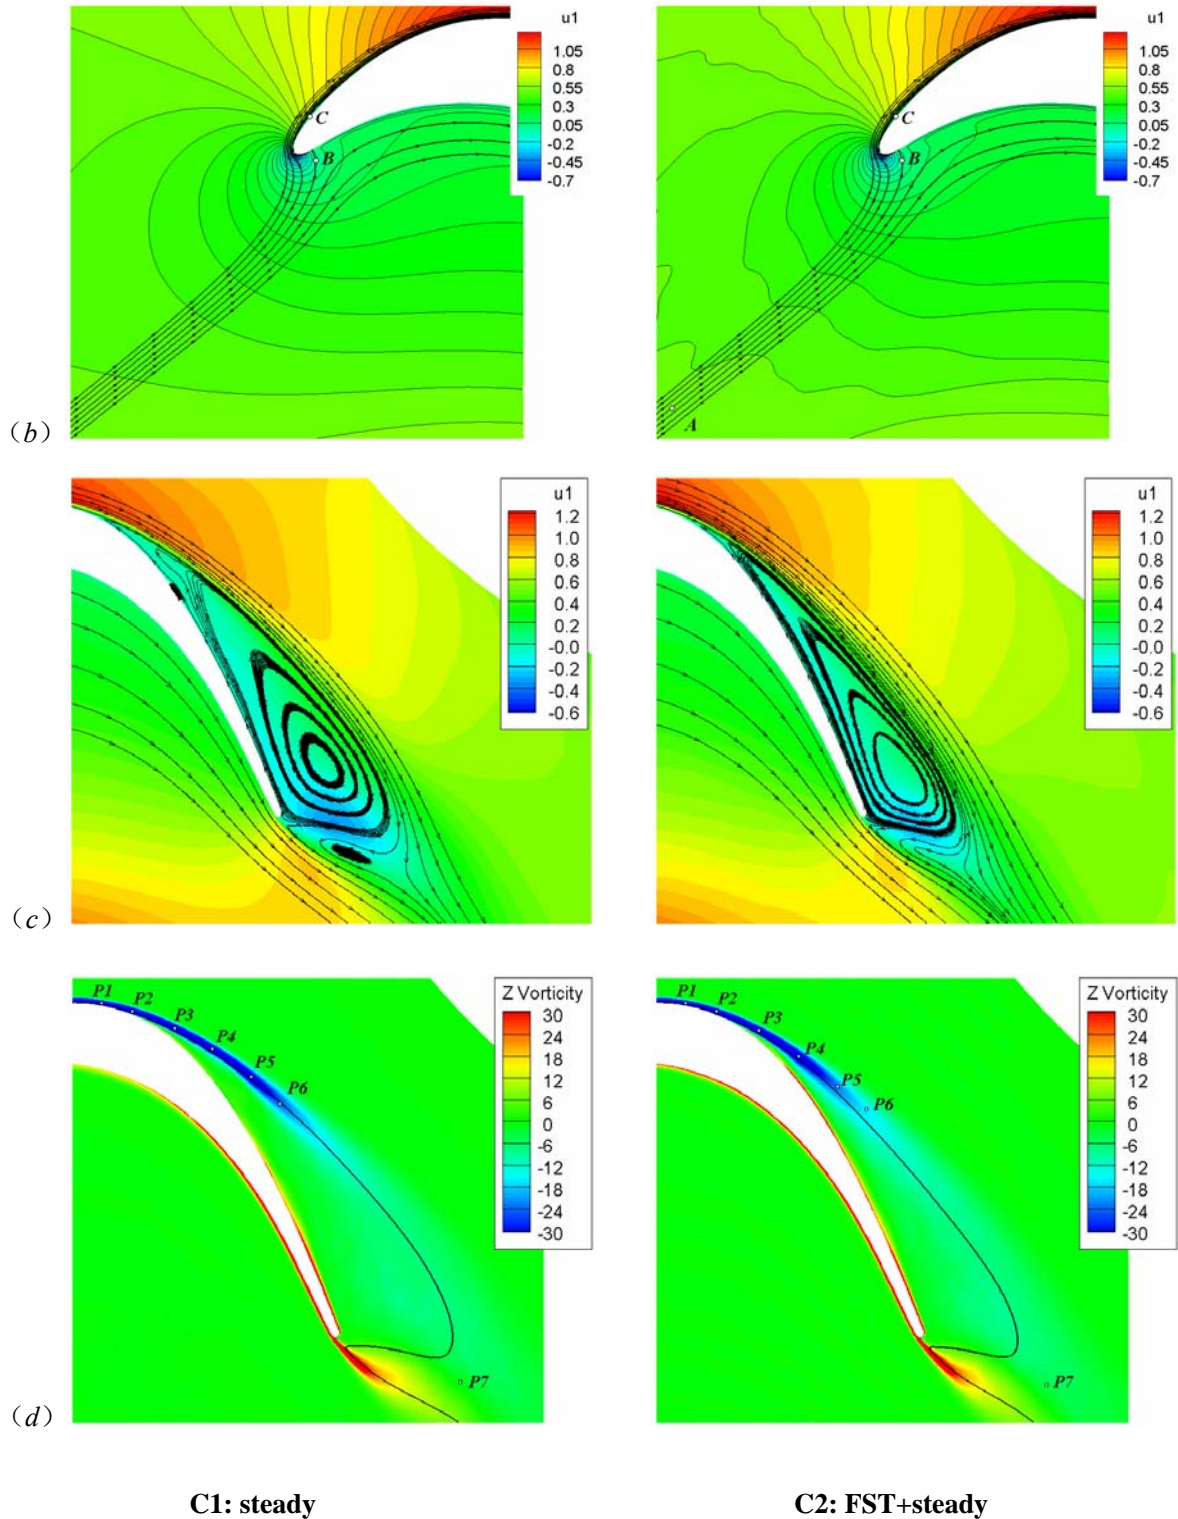 u1
1.05
0.8
0.55
0.3
0.05
-0.2
-0.45
-0.7
C
B
u1
1.05
0.8
0.55
0.3
0.05
-0.2
-0.45
-0.7
C
B
A
(b)
u1
1.2
1.0
0.8
0.6
0.4
0.2
-0.0
-0.2
-0.4
-0.6
u1
1.2
1.0
0.8
0.6
0.4
0.2
-0.0
-0.2
-0.4
-0.6
(c)
Z Vorticity
30
24
18
12
6
0
-6
-12
-18
-24
-30
P1
P2
P3
P4
P5
P6
P7
Z Vorticity
30
24
18
12
6
0
-6
-12
-18
-24
-30
P1
P2
P3
P4
P5
P6
P7
(d)
C1: steady
C2: FST+steady